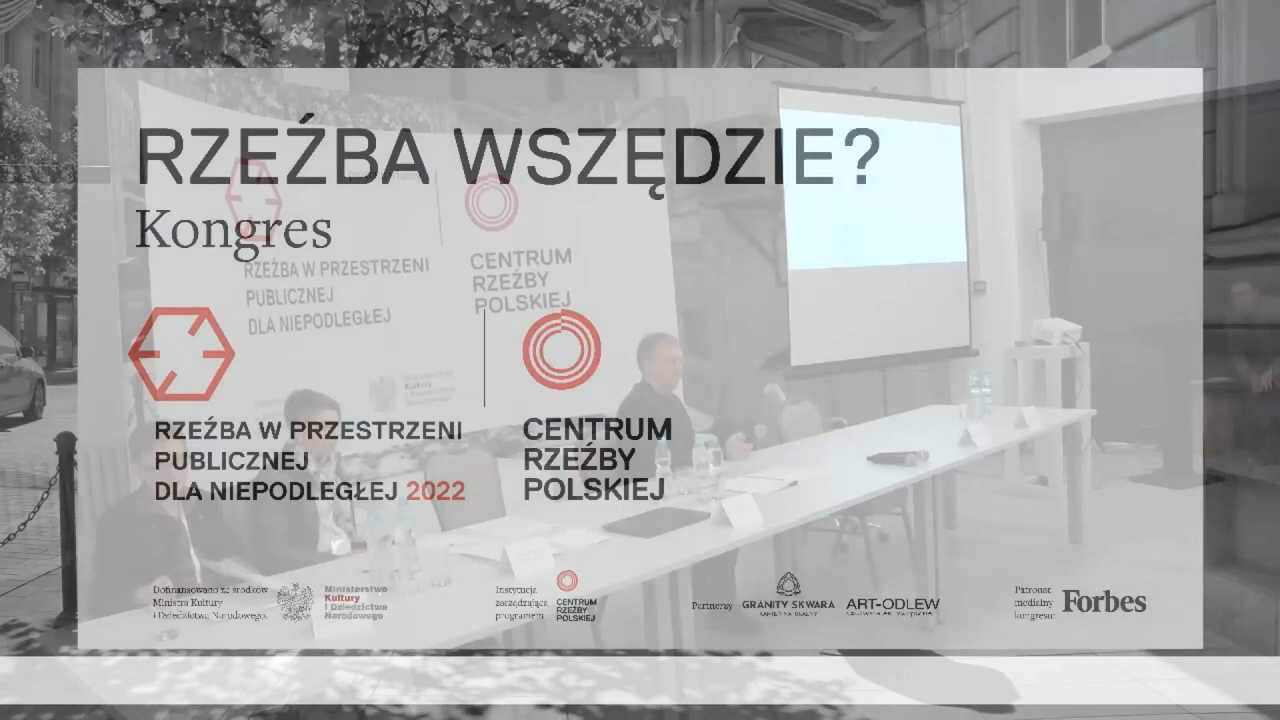 RZEŹBA WSZĘDZIE?
Kongres
RZEŹBA W PRZESTRZENI
PUBLICZNEJ
DLA NIEPODLEGŁEJ
CENTRUM
RZEŹBY
POLSKIEJ
RZEŹBA W PRZESTRZENI
PUBLICZNEJ
DLA NIEPODLEGŁEJ 2022
CENTRUM
RZEŹBY
POLSKIEJ
Dofinansowano ze środków
Ministra Kultury
i Dziedzictwa Narodowego.
Ministerstwo
Kultury
i Dziedzictwa
Narodowego
Instytucja
zarządzająca
programem
CENTRUM
RZEŹBY
POLSKIEJ
Partnerzy
GRANITY SKWARA
ART-ODLEW
Patronat
medialny
kongresu:
Forbes